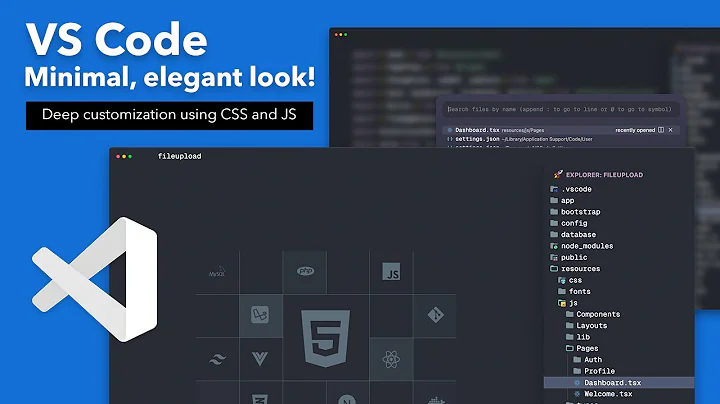 VS Code
Minimal, elegant look!
Deep customization using CSS and JS
Search files by name (append : to go to line or @ to go to symbol)
Dashboard.tsx resources/js/Pages recently opened
settings.json ~/Library/Application Support/Code/User
fileupload
EXPLORER: FILEUPLOAD
.vscode
app
bootstrap
config
database
node_modules
public
resources
css
fonts
js
Components
Layouts
lib
Pages
Auth
Profile
Dashboard.tsx
Welcome.tsx
MySQL
php
JS
5